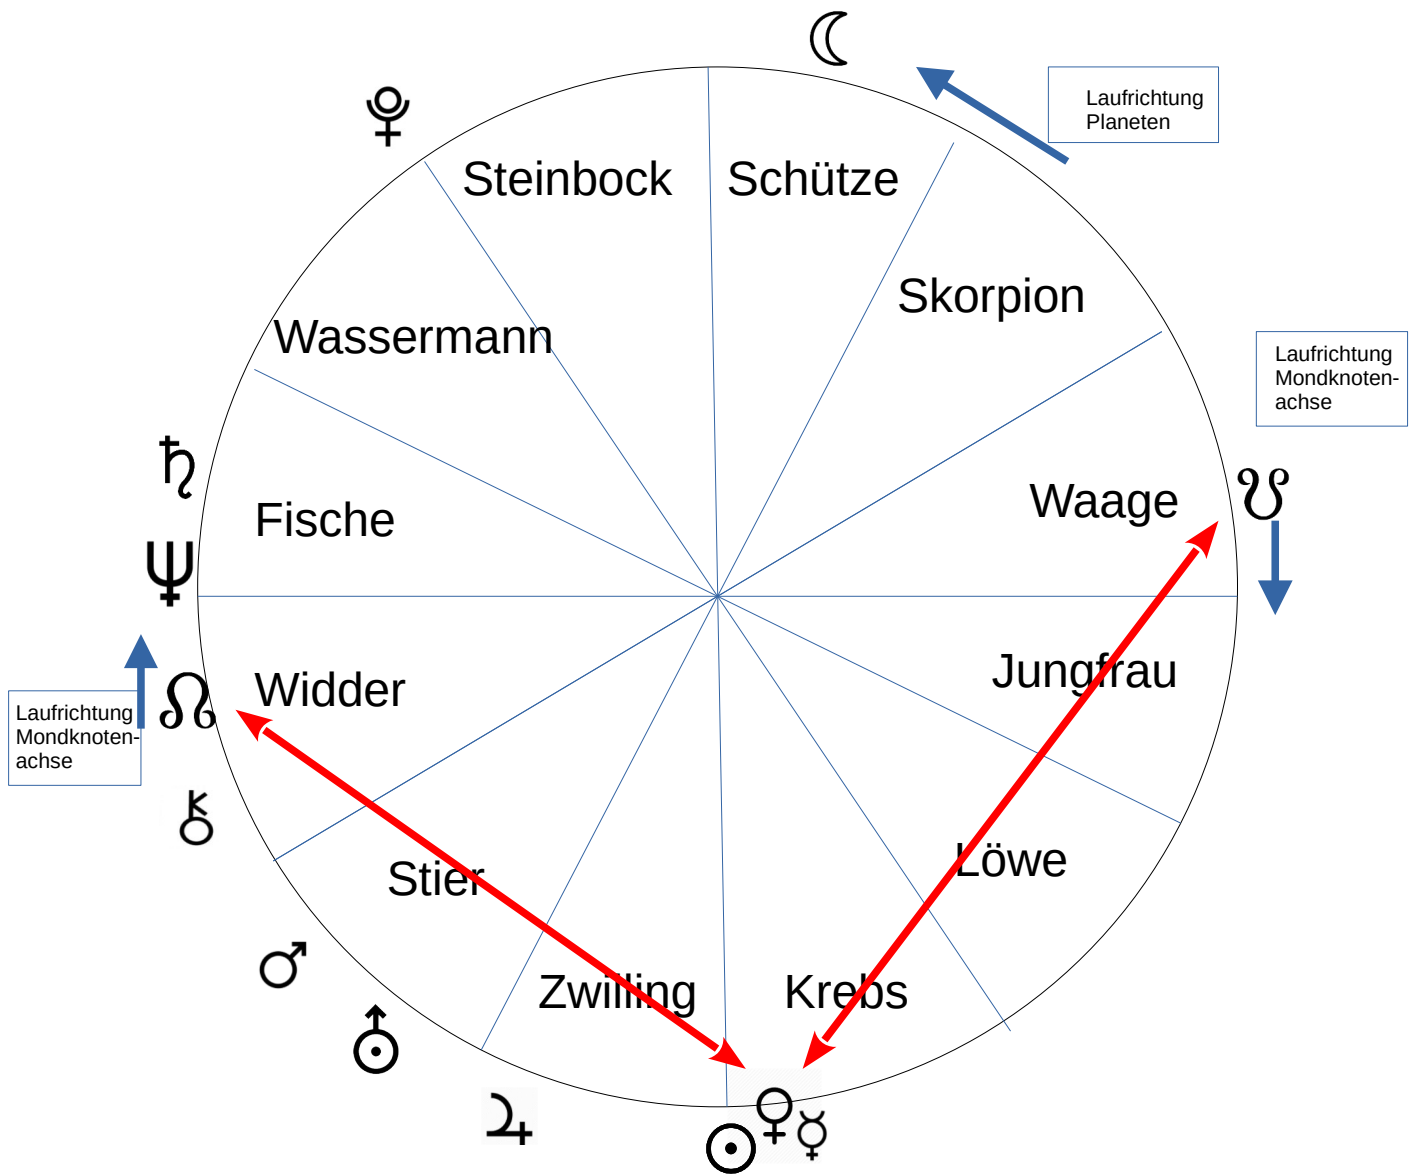 Laufrichtung
Planeten
Steinbock
Schütze
Skorpion
Wassermann
Laufrichtung
Mondknoten-
achse
Waage
Fische
Jungfrau
Widder
Laufrichtung
Mondknoten-
achse
Löwe
Stier
Zwilling
Krebs